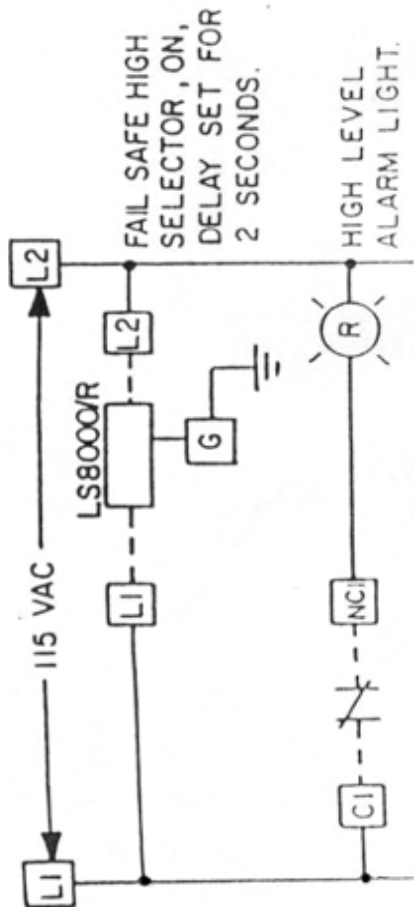 L1
115 VAC
L2
LS8000/R
L1
L2
G
FAIL SAFE HIGH
SELECTOR, ON,
DELAY SET FOR
2 SECONDS.
C1
NC1
R
HIGH LEVEL
ALARM LIGHT.